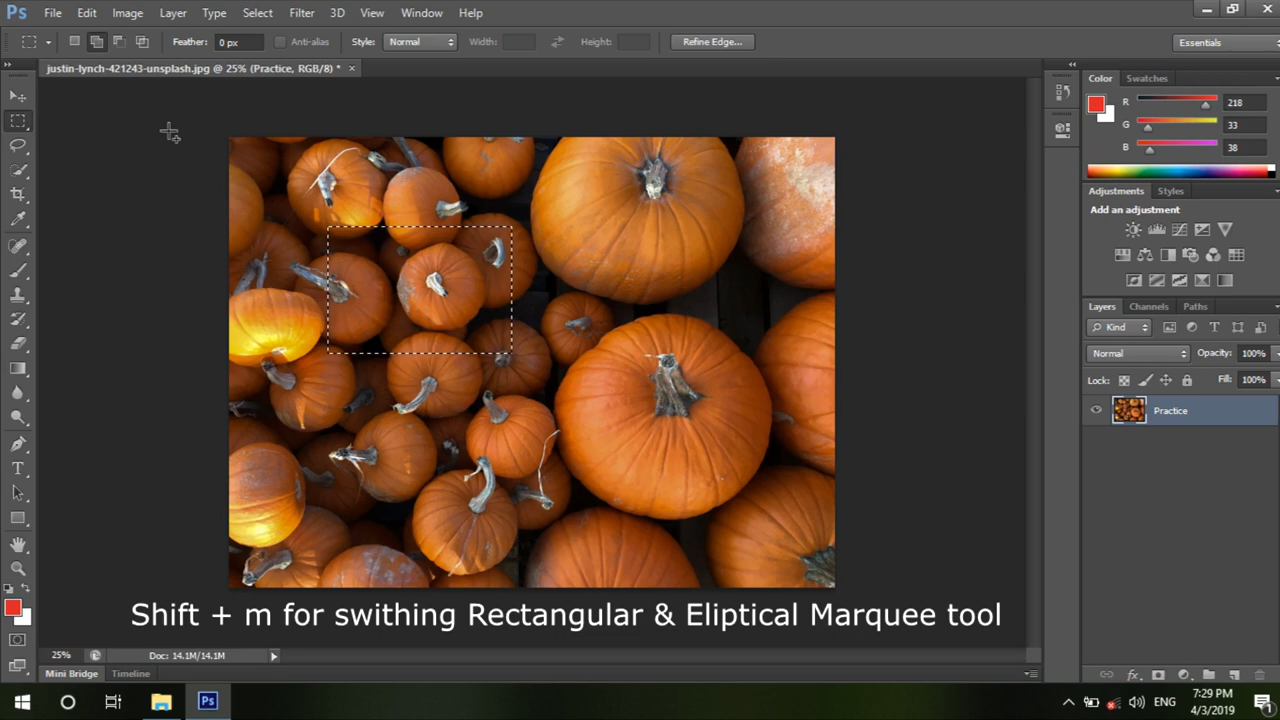 Ps File Edit Image Layer Type Select Filter 3D View Window Help
Feather: 0 px Anti-alias Style: Normal Width: Height: Refine Edge... Essentials
justin-lynch-421243-unsplash.jpg @ 25% (Practice, RGB/8) * ×
Color Swatches
R 218
G 33
B 38
Adjustments Styles
Add an adjustment
Layers Channels Paths
Kind
Normal Opacity: 100%
Lock: Fill: 100%
Practice
Shift + m for swithing Rectangular & Eliptical Marquee tool
25% Doc: 14.1M/14.1M
Mini Bridge Timeline
Ps ENG 7:29 PM
4/3/2019 1